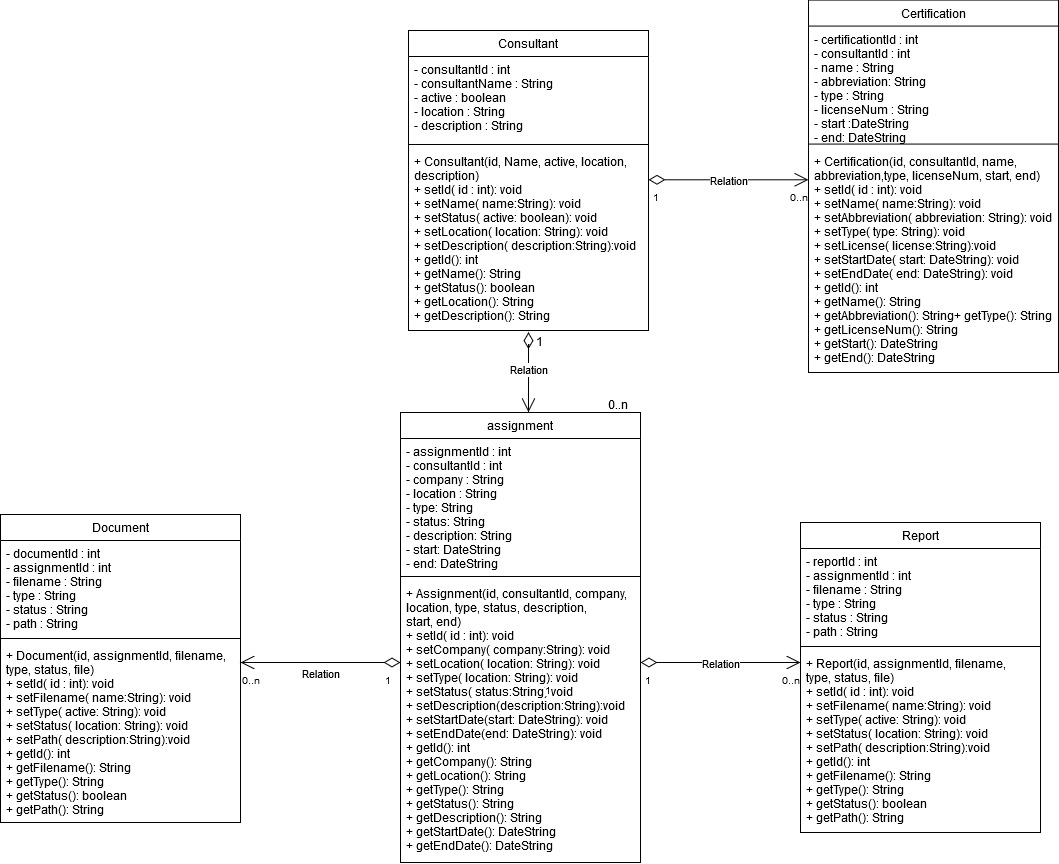 Consultant
- consultantId : int
- consultantName : String
- active : boolean
- location : String
- description : String
+ Consultant(id, Name, active, location,
description)
+ setId( id : int): void
+ setName( name:String): void
+ setStatus( active: boolean): void
+ setLocation( location: String): void
+ setDescription( description:String):void
+ getId(): int
+ getName(): String
+ getStatus(): boolean
+ getLocation(): String
+ getDescription(): String
Relation
1
0..n
Certification
- certificationtId : int
- consultantId : int
- name : String
- abbreviation: String
- type : String
- licenseNum : String
- start :DateString
- end: DateString
+ Certification(id, consultantId, name,
abbreviation,type, licenseNum, start, end)
+ setId( id : int): void
+ setName( name:String): void
+ setAbbreviation( abbreviation: String): void
+ setType( type: String): void
+ setLicense( license:String):void
+ setStartDate( start: DateString): void
+ setEndDate( end: DateString): void
+ getId(): int
+ getName(): String
+ getAbbreviation(): String+ getType(): String
+ getLicenseNum(): String
+ getStart(): DateString
+ getEnd(): DateString
1
Relation
0..n
assignment
- assignmentId : int
- consultantId : int
- company : String
- location : String
- type: String
- status: String
- description: String
- start: DateString
- end: DateString
+ Assignment(id, consultantId, company,
location, type, status, description,
start, end)
+ setId( id : int): void
+ setCompany( company:String): void
+ setLocation( location: String): void
+ setType( location: String): void
+ setStatus( status:String):void
1
+ setDescription(description:String):void
+ setStartDate(start: DateString): void
+ setEndDate(end: DateString): void
+ getId(): int
+ getCompany(): String
+ getLocation(): String
+ getType(): String
+ getStatus(): String
+ getDescription(): String
+ getStartDate(): DateString
+ getEndDate(): DateString
Document
- documentId : int
- assignmentId : int
- filename : String
- type : String
- status : String
- path : String
+ Document(id, assignmentId, filename,
type, status, file)
+ setId( id : int): void
+ setFilename( name:String): void
+ setType( active: String): void
+ setStatus( location: String): void
+ setPath( description:String):void
+ getId(): int
+ getFilename(): String
+ getType(): String
+ getStatus(): boolean
+ getPath(): String
0..n
Relation
1
Relation
1
0..n
Report
- reportId : int
- assignmentId : int
- filename : String
- type : String
- status : String
- path : String
+ Report(id, assignmentId, filename,
type, status, file)
+ setId( id : int): void
+ setFilename( name:String): void
+ setType( active: String): void
+ setStatus( location: String): void
+ setPath( description:String):void
+ getId(): int
+ getFilename(): String
+ getType(): String
+ getStatus(): boolean
+ getPath(): String